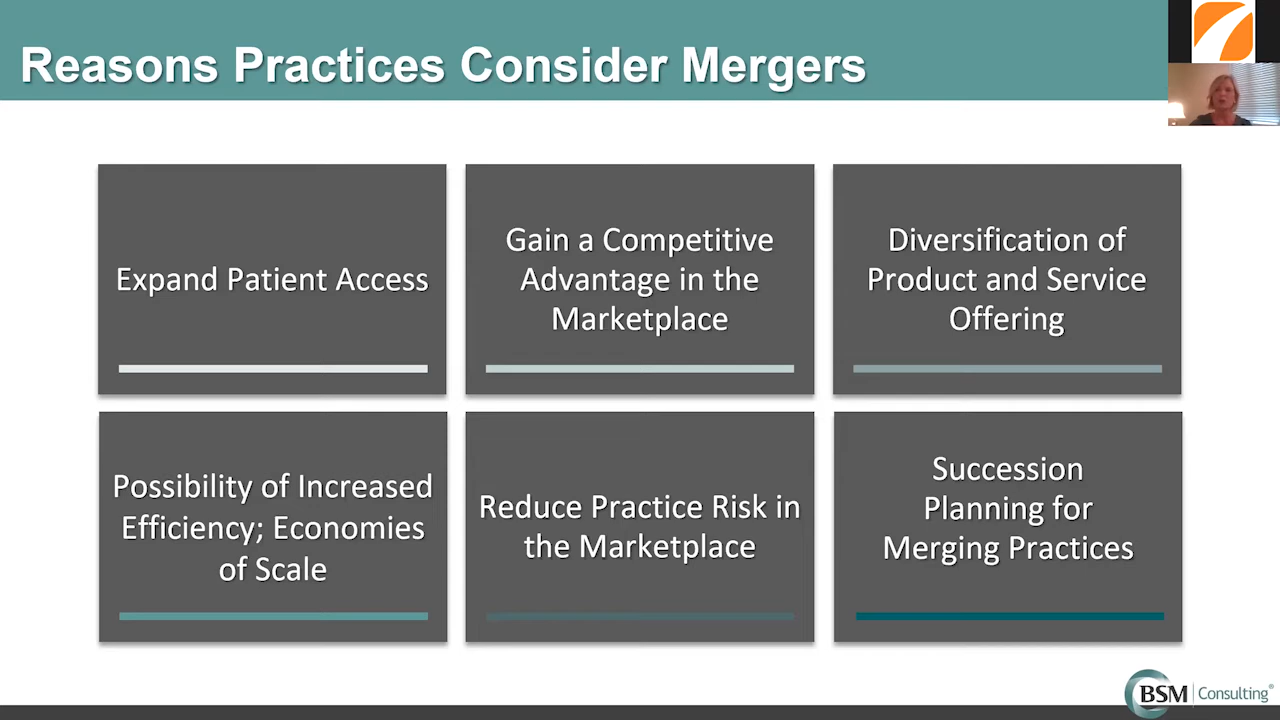 Reasons Practices Consider Mergers
Expand Patient Access
Gain a Competitive
Advantage in the
Marketplace
Diversification of
Product and Service
Offering
Possibility of Increased
Efficiency; Economies
of Scale
Reduce Practice Risk in
the Marketplace
Succession
Planning for
Merging Practices
BSM Consulting®